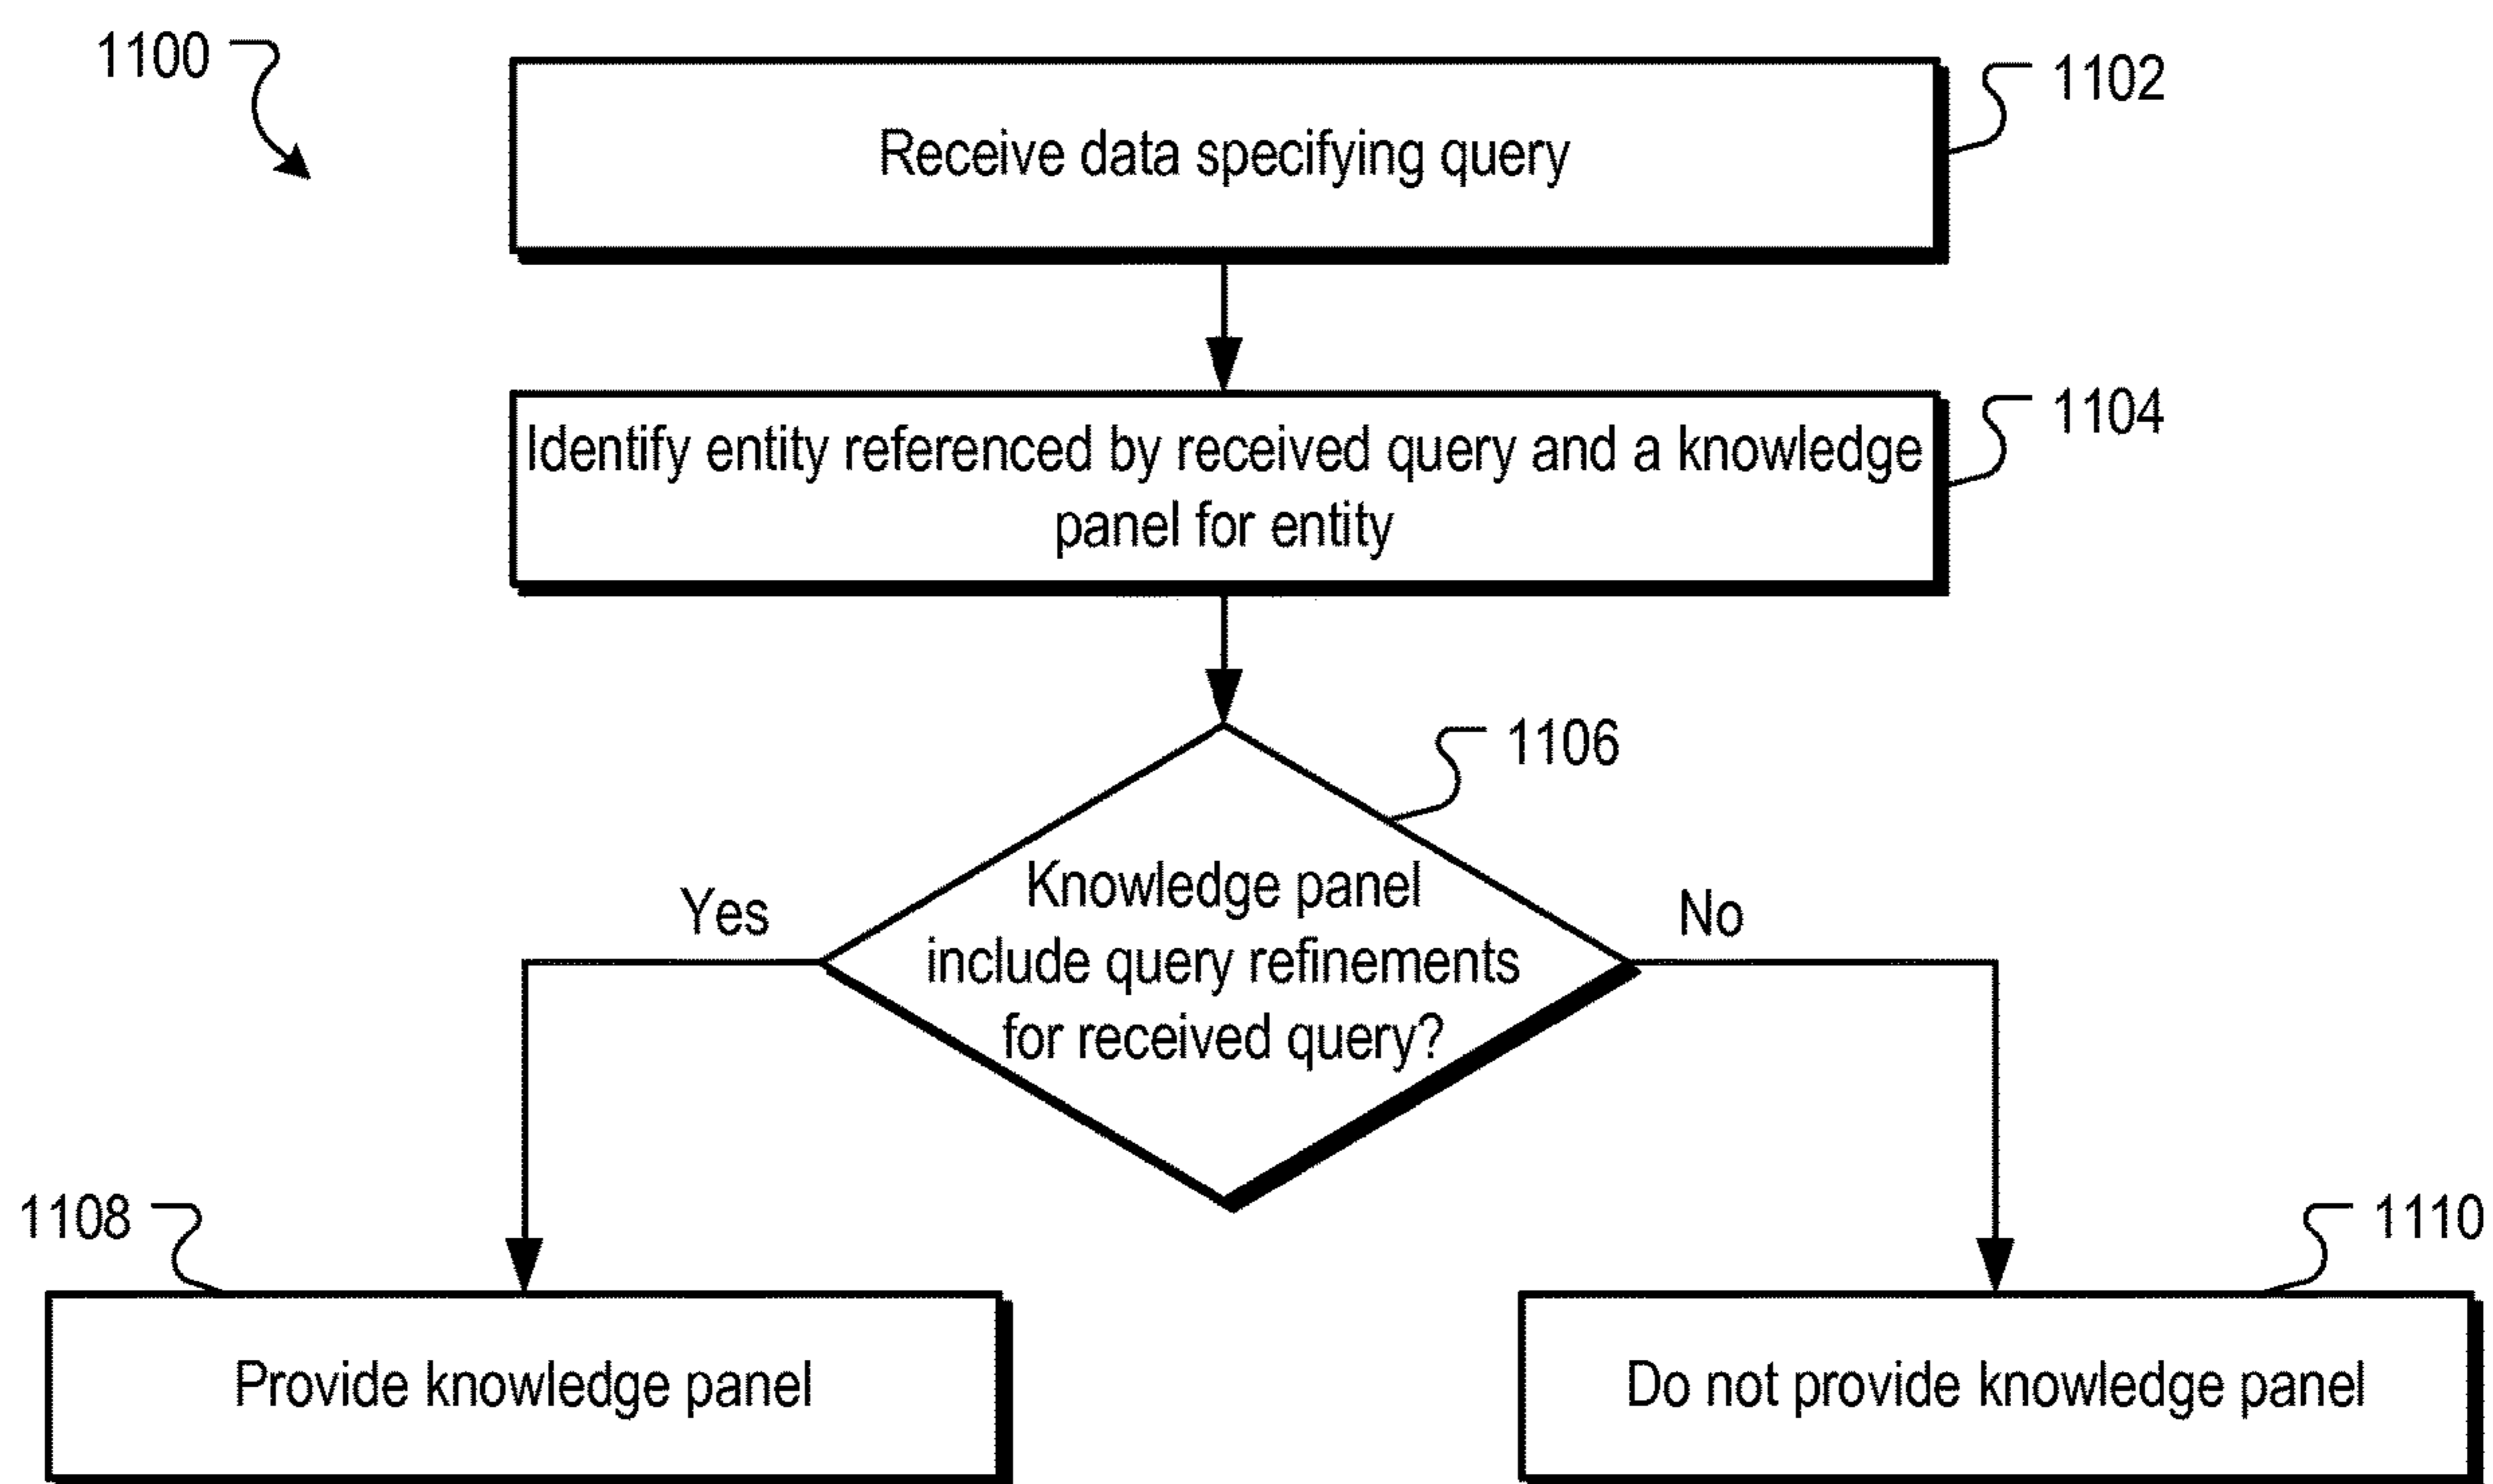 1100
1102
Receive data specifying query
1104
Identify entity referenced by received query and a knowledge
panel for entity
1106
Knowledge panel
include query refinements
for received query?
Yes
No
1108
1110
Provide knowledge panel
Do not provide knowledge panel